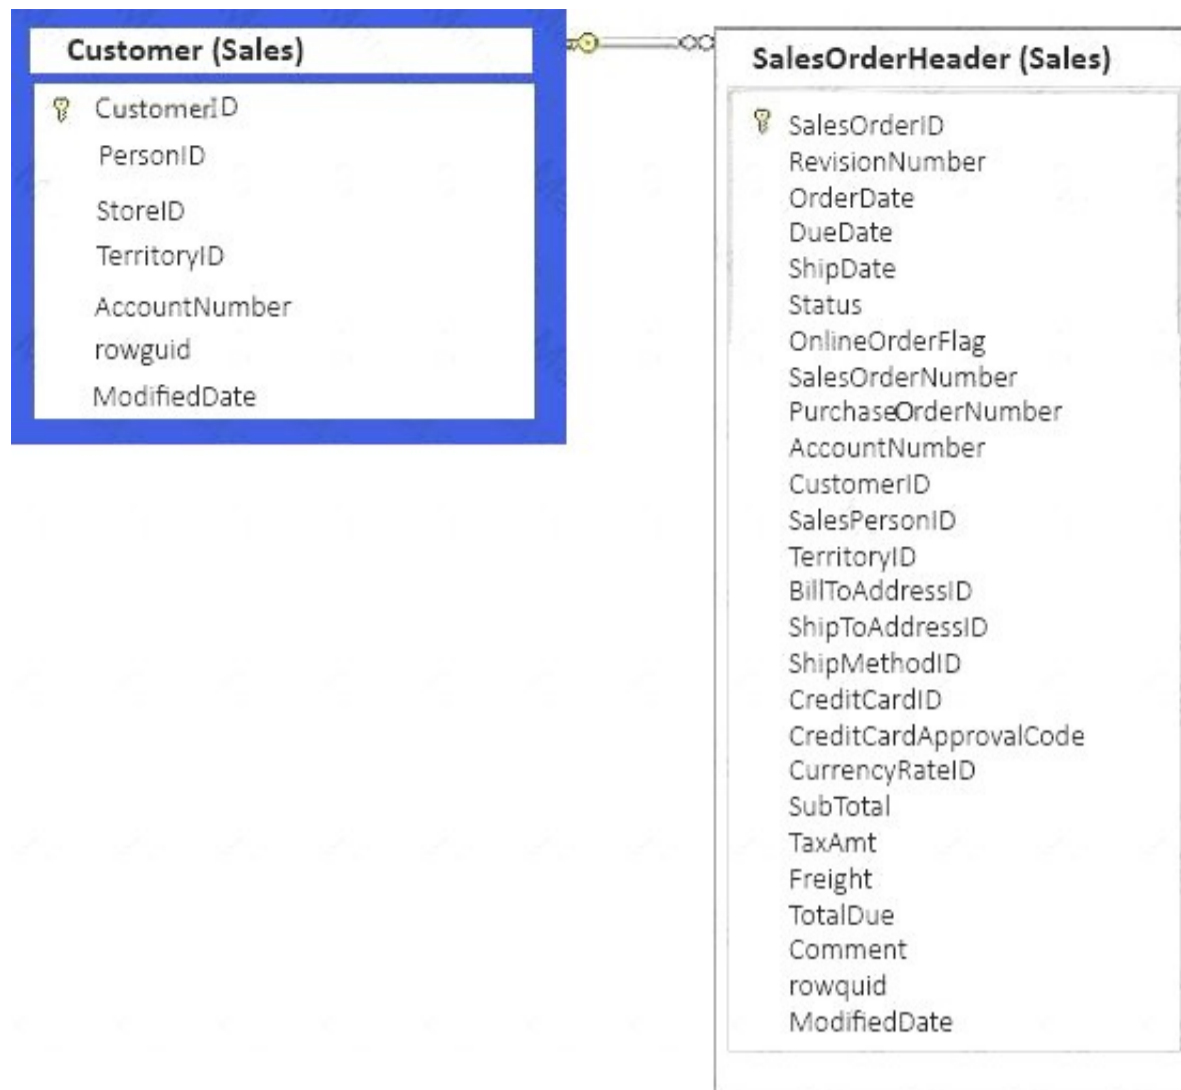 Customer (Sales)
CustomerID
PersonID
StoreID
TerritoryID
AccountNumber
rowguid
ModifiedDate
SalesOrderHeader (Sales)
SalesOrderID
RevisionNumber
OrderDate
DueDate
ShipDate
Status
OnlineOrderFlag
SalesOrderNumber
PurchaseOrderNumber
AccountNumber
CustomerID
SalesPersonID
TerritoryID
BillToAddressID
ShipToAddressID
ShipMethodID
CreditCardID
CreditCardApprovalCode
CurrencyRateID
SubTotal
TaxAmt
Freight
TotalDue
Comment
rowquid
ModifiedDate